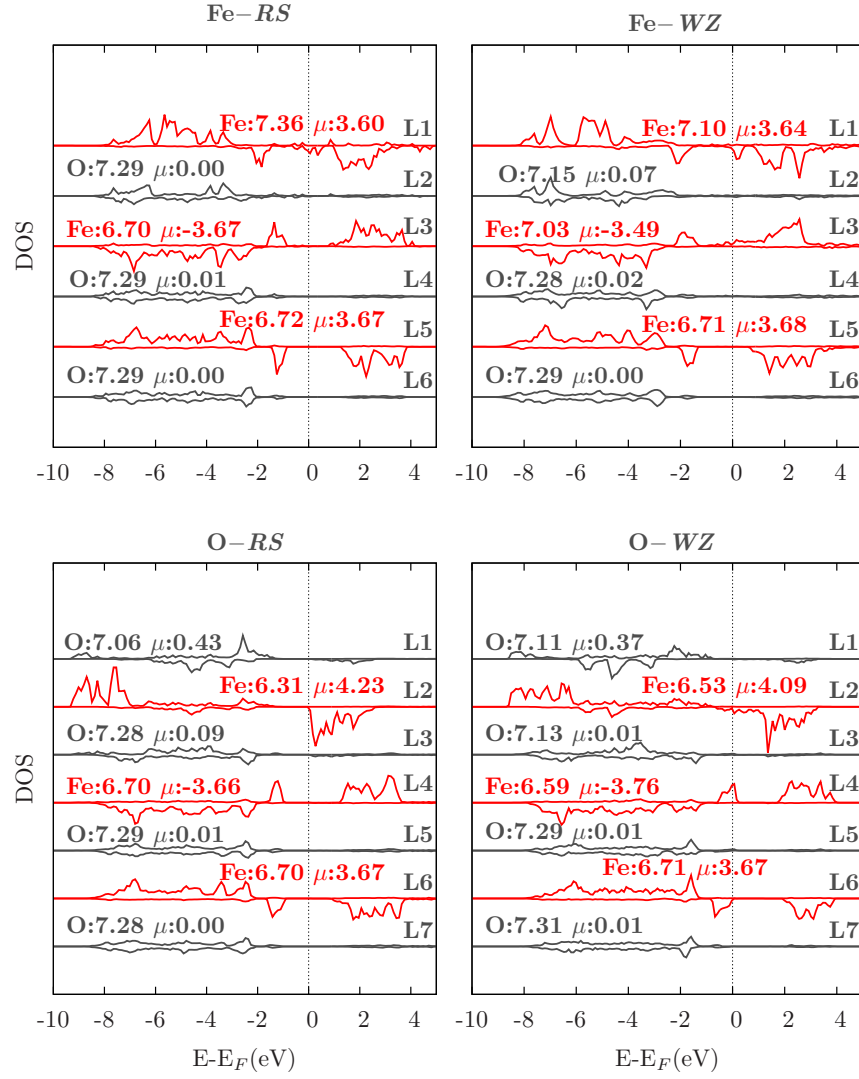 Fe−RS
Fe:7.36 μ:3.60 L1
O:7.29 μ:0.00 L2
Fe:6.70 μ:-3.67 L3
O:7.29 μ:0.01 L4
Fe:6.72 μ:3.67 L5
O:7.29 μ:0.00 L6
DOS
-10 -8 -6 -4 -2 0 2 4
Fe−WZ
Fe:7.10 μ:3.64 L1
O:7.15 μ:0.07 L2
Fe:7.03 μ:-3.49 L3
O:7.28 μ:0.02 L4
Fe:6.71 μ:3.68 L5
O:7.29 μ:0.00 L6
-10 -8 -6 -4 -2 0 2 4
O−RS
O:7.06 μ:0.43 L1
Fe:6.31 μ:4.23 L2
O:7.28 μ:0.09 L3
Fe:6.70 μ:-3.66 L4
O:7.29 μ:0.01 L5
Fe:6.70 μ:3.67 L6
O:7.28 μ:0.00 L7
DOS
-10 -8 -6 -4 -2 0 2 4
E-E_F(eV)
O−WZ
O:7.11 μ:0.37 L1
Fe:6.53 μ:4.09 L2
O:7.13 μ:0.01 L3
Fe:6.59 μ:-3.76 L4
O:7.29 μ:0.01 L5
Fe:6.71 μ:3.67 L6
O:7.31 μ:0.01 L7
-10 -8 -6 -4 -2 0 2 4
E-E_F(eV)